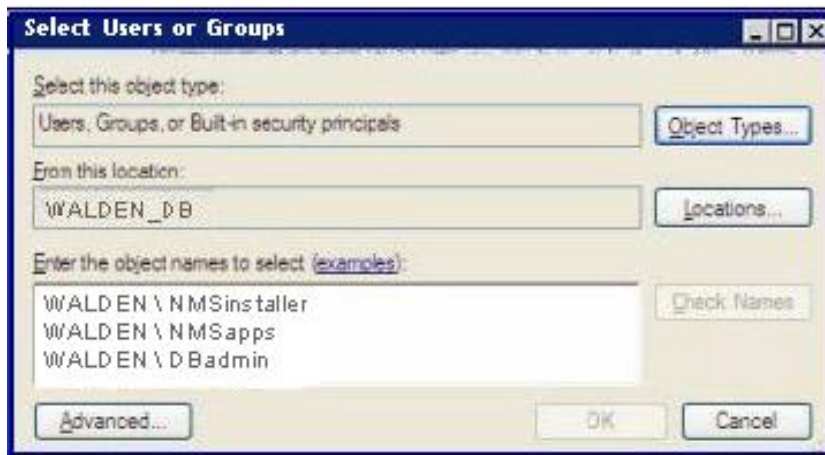 Select Users or Groups
Select this object type:
Users, Groups, or Built-in security principals
Object Types...
From this location:
WALDEN_DB
Locations...
Enter the object names to select (examples):
WALDEN\NMSinstaller
WALDEN\NMSapps
WALDEN\DBadmin
Check Names
Advanced...
OK
Cancel